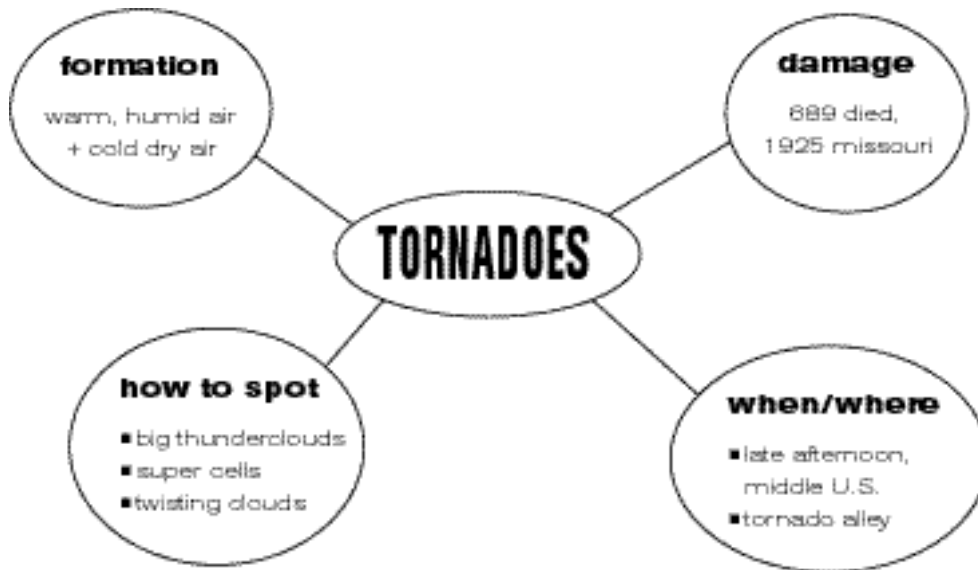 formation
warm, humid air
+ cold dry air
damage
689 died,
1925 missouri
TORNADOES
how to spot
▪big thunderclouds
▪super cells
▪twisting clouds
when/where
▪late afternoon,
middle U.S.
▪tornado alley